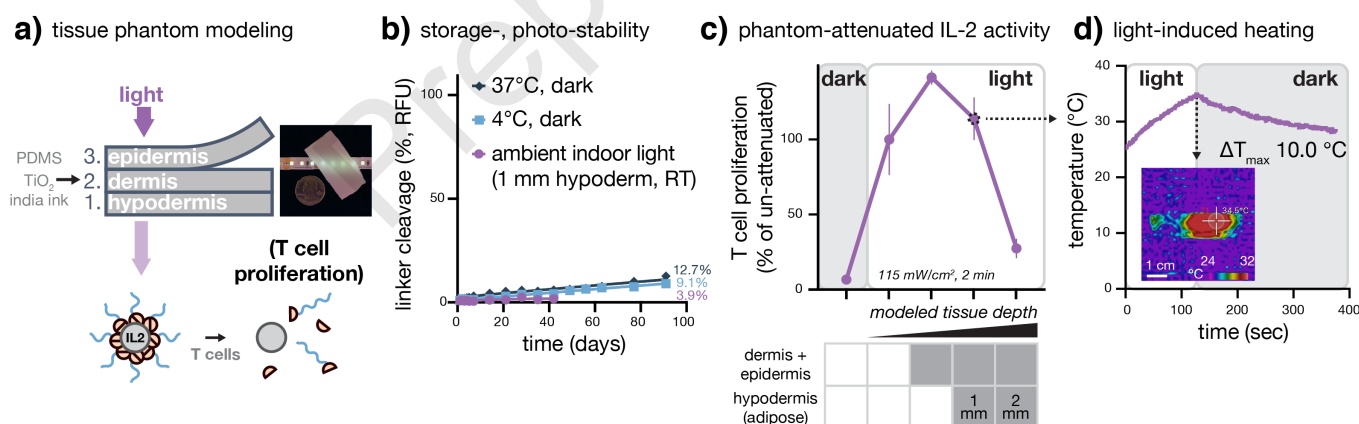 a) tissue phantom modeling
light
PDMS
TiO₂
india ink
3. epidermis
2. dermis
1. hypodermis
(T cell
proliferation)
IL2
T cells
b) storage-, photo-stability
linker cleavage (%, RFU)
100
50
0
37°C, dark
4°C, dark
ambient indoor light
(1 mm hypoderm, RT)
12.7%
9.1%
3.9%
0 20 40 60 80 100
time (days)
c) phantom-attenuated IL-2 activity
T cell proliferation
(% of un-attenuated)
100
50
0
dark
light
115 mW/cm², 2 min
modeled tissue depth
dermis +
epidermis
hypodermis
(adipose)
1
mm
2
mm
d) light-induced heating
temperature (°C)
40
30
20
10
0
light
dark
ΔTmax 10.0 °C
34.5°C
1 cm
24 32
°C
0 100 200 300 400
time (sec)
Prep